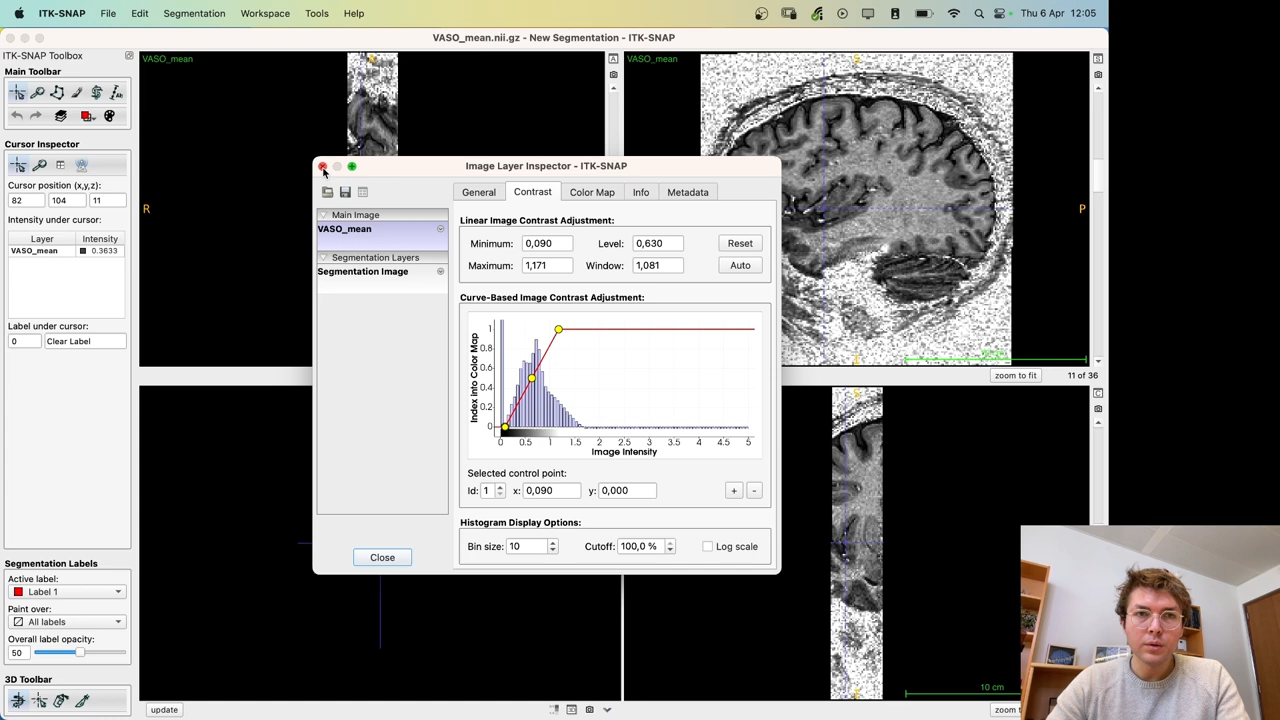 ITK-SNAP File Edit Segmentation Workspace Tools Help Thu 6 Apr 12:05
VASO_mean.nii.gz - New Segmentation - ITK-SNAP
ITK-SNAP Toolbox
Main Toolbar
Cursor Inspector
Cursor position (x,y,z):
82 104 11
Intensity under cursor:
Layer Intensity
VASO_mean 0.3633
Label under cursor:
0 Clear Label
Segmentation Labels
Active label:
Label 1
Paint over:
All labels
Overall label opacity:
50
3D Toolbar
VASO_mean
R
update
VASO_mean
S
P
I
A
S
C
zoom to fit 11 of 36
10 cm
zoom t
Image Layer Inspector - ITK-SNAP
Main Image
VASO_mean
Segmentation Layers
Segmentation Image
Close
General Contrast Color Map Info Metadata
Linear Image Contrast Adjustment:
Minimum: 0,090 Level: 0,630 Reset
Maximum: 1,171 Window: 1,081 Auto
Curve-Based Image Contrast Adjustment:
Index into Color Map
1
0.8
0.6
0.4
0.2
0
0 0.5 1 1.5 2 2.5 3 3.5 4 4.5 5
Image Intensity
Selected control point:
Id: 1 x: 0,090 y: 0,000 + -
Histogram Display Options:
Bin size: 10 Cutoff: 100,0 % Log scale